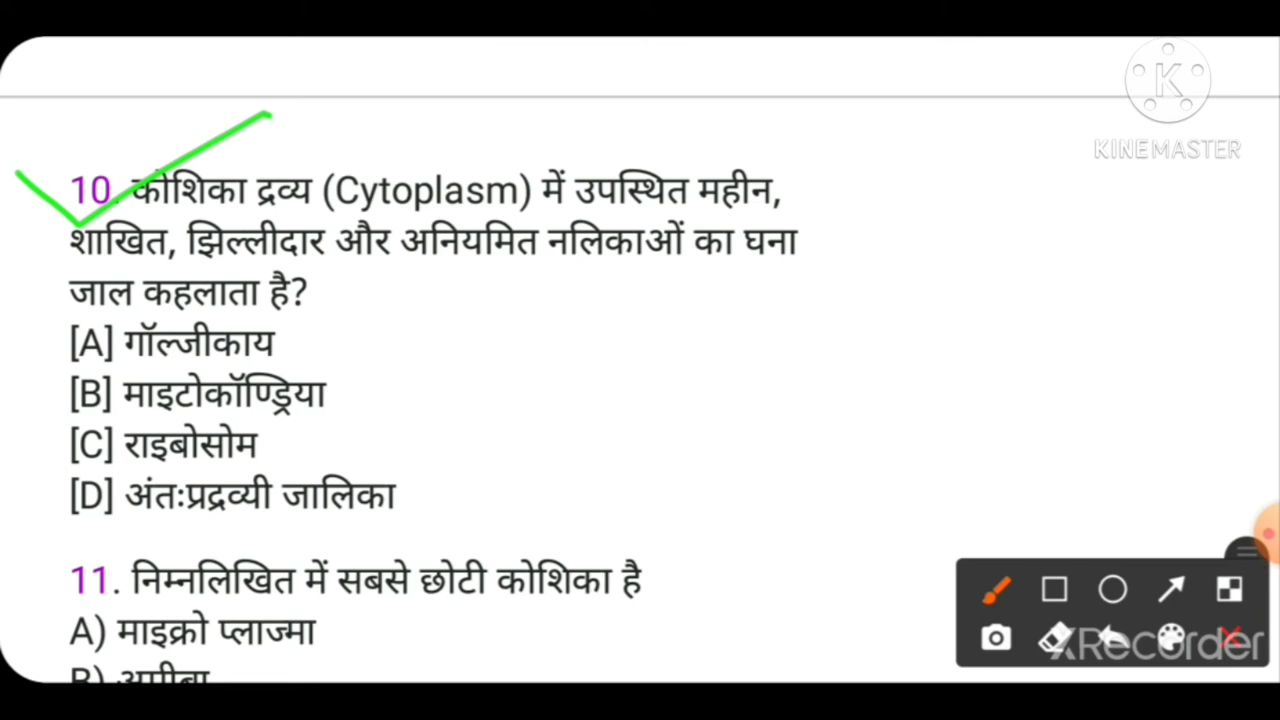 K
KINEMASTER
10. कोशिका द्रव्य (Cytoplasm) में उपस्थित महीन,
शाखित, झिल्लीदार और अनियमित नलिकाओं का घना
जाल कहलाता है?
[A] गॉल्जीकाय
[B] माइटोकॉण्ड्रिया
[C] राइबोसोम
[D] अंतःप्रद्रव्यी जालिका
11. निम्नलिखित में सबसे छोटी कोशिका है
A) माइक्रो प्लाज्मा
B) अमीबा
XRecorder